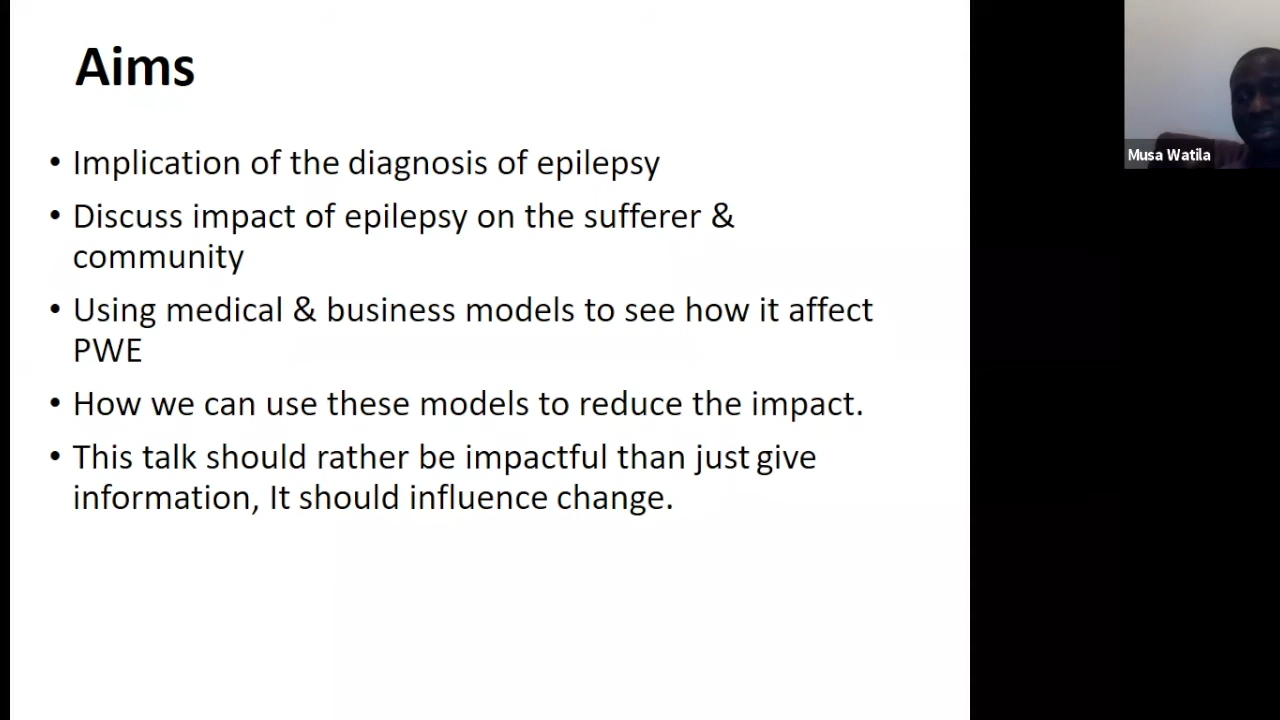 Aims
• Implication of the diagnosis of epilepsy
• Discuss impact of epilepsy on the sufferer &
community
• Using medical & business models to see how it affect
PWE
• How we can use these models to reduce the impact.
• This talk should rather be impactful than just give
information, It should influence change.
Musa Watila